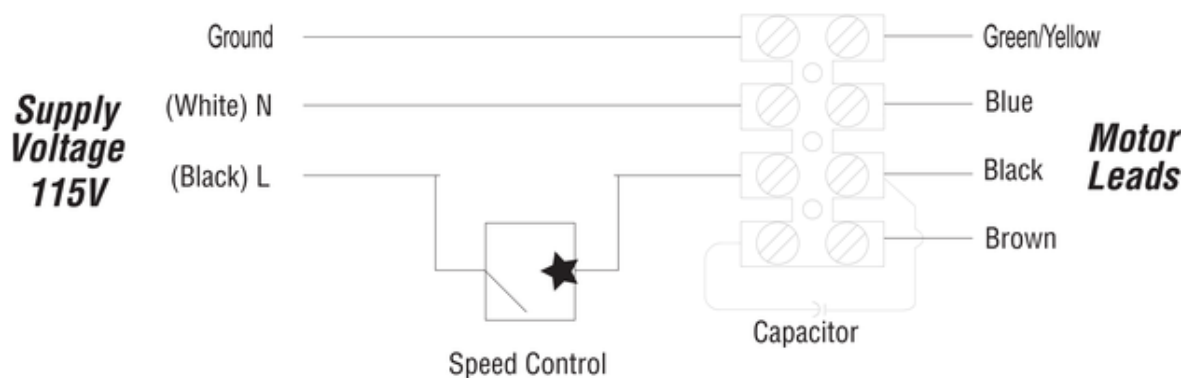 Ground
Green/Yellow
Supply
Voltage
115V
(White) N
Blue
Motor
Leads
(Black) L
Black
Brown
Capacitor
Speed Control